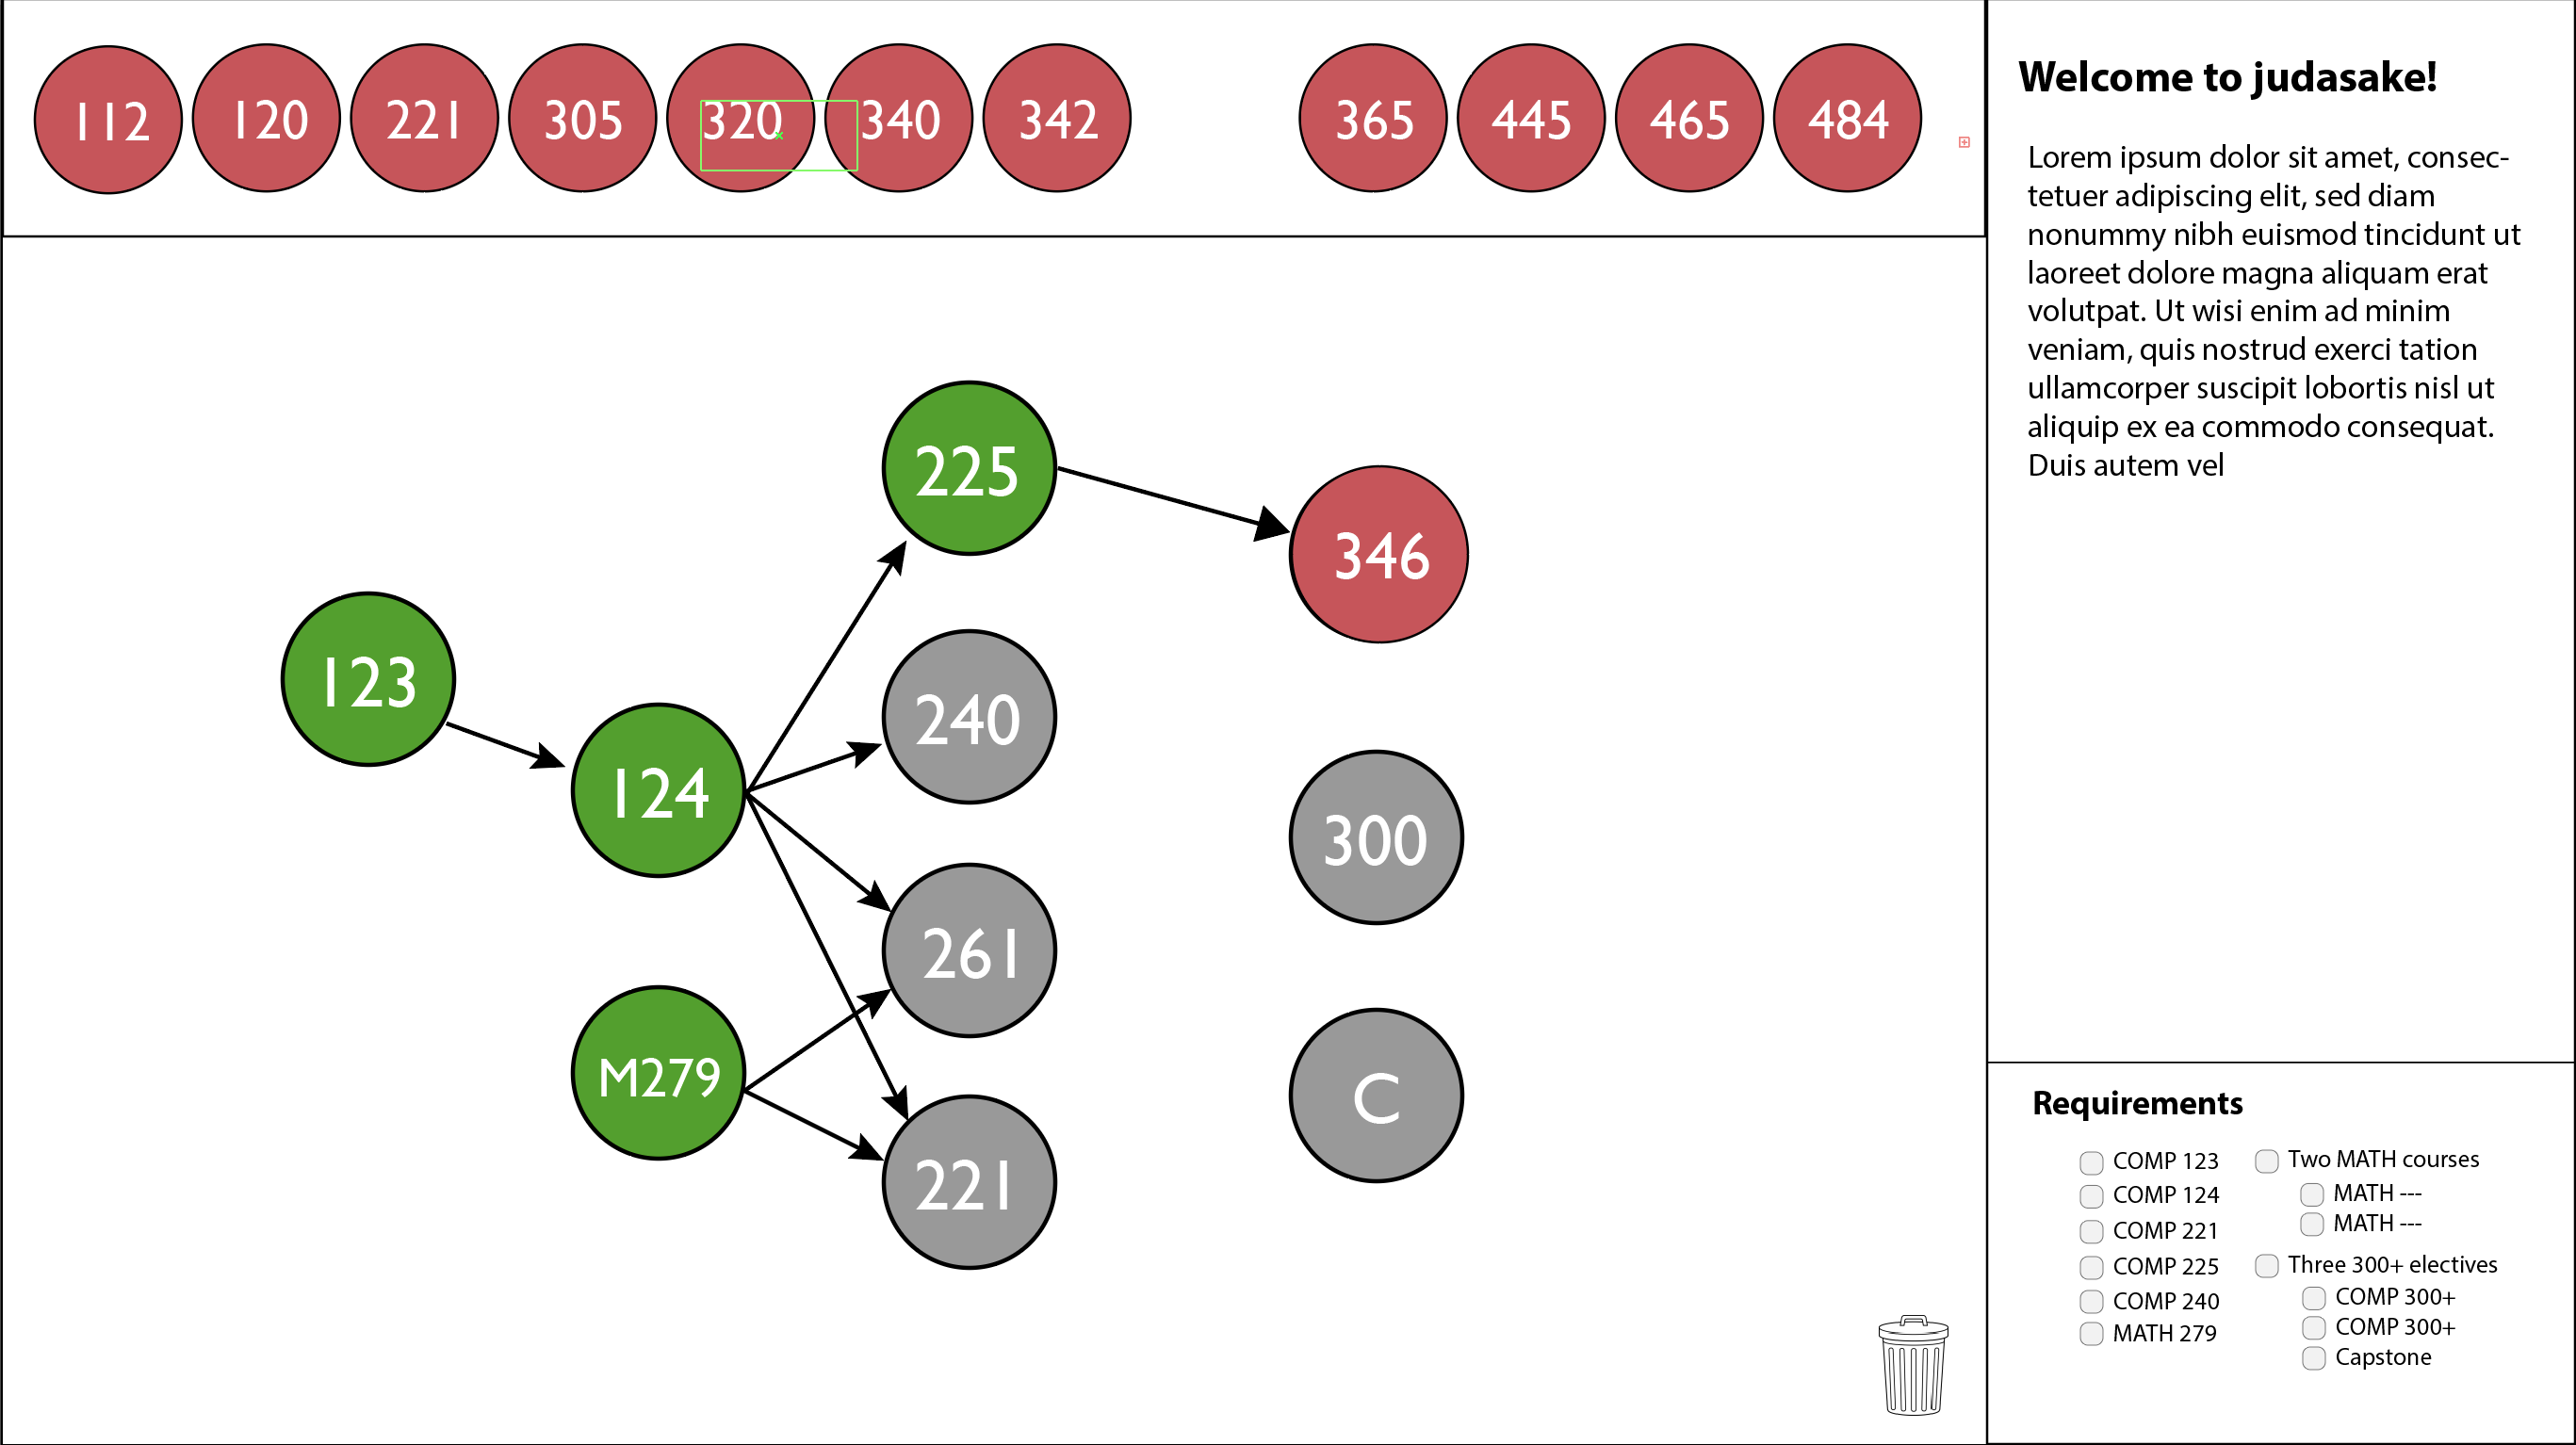 112 120 221 305 320 340 342 365 445 465 484
225
346
123
240
124
300
261
M279
C
221
Welcome to judasake!
Lorem ipsum dolor sit amet, consec-
tetuer adipiscing elit, sed diam
nonummy nibh euismod tincidunt ut
laoreet dolore magna aliquam erat
volutpat. Ut wisi enim ad minim
veniam, quis nostrud exerci tation
ullamcorper suscipit lobortis nisl ut
aliquip ex ea commodo consequat.
Duis autem vel
Requirements
COMP 123
COMP 124
COMP 221
COMP 225
COMP 240
MATH 279
Two MATH courses
MATH ---
MATH ---
Three 300+ electives
COMP 300+
COMP 300+
Capstone